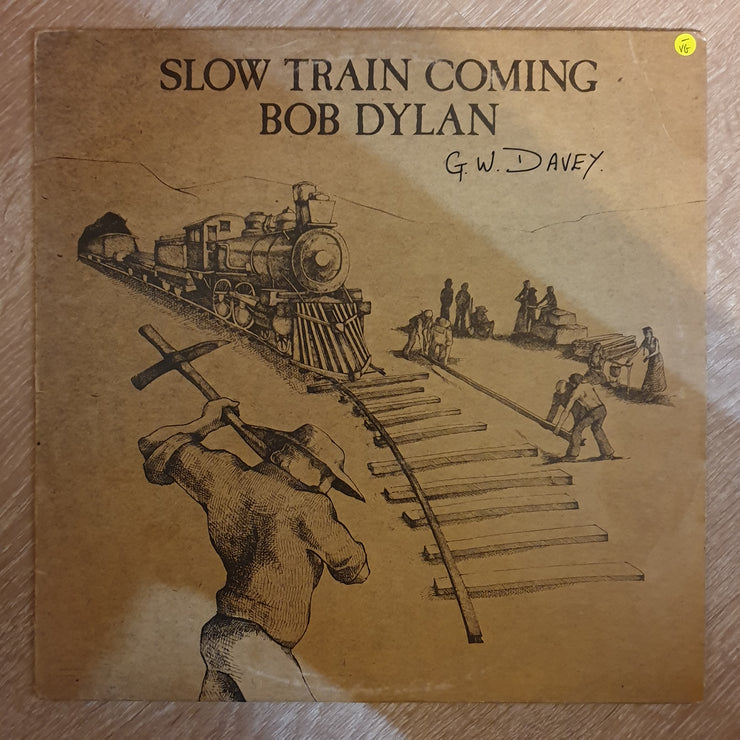 SLOW TRAIN COMING
BOB DYLAN
G.W. DAVEY.
VG-